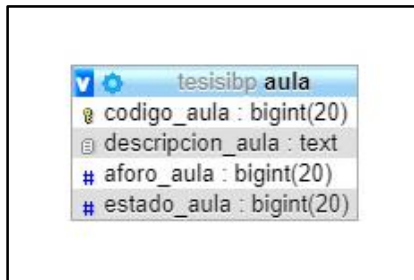 v tesisibp aula
codigo_aula : bigint(20)
descripcion_aula : text
# aforo_aula : bigint(20)
# estado_aula : bigint(20)